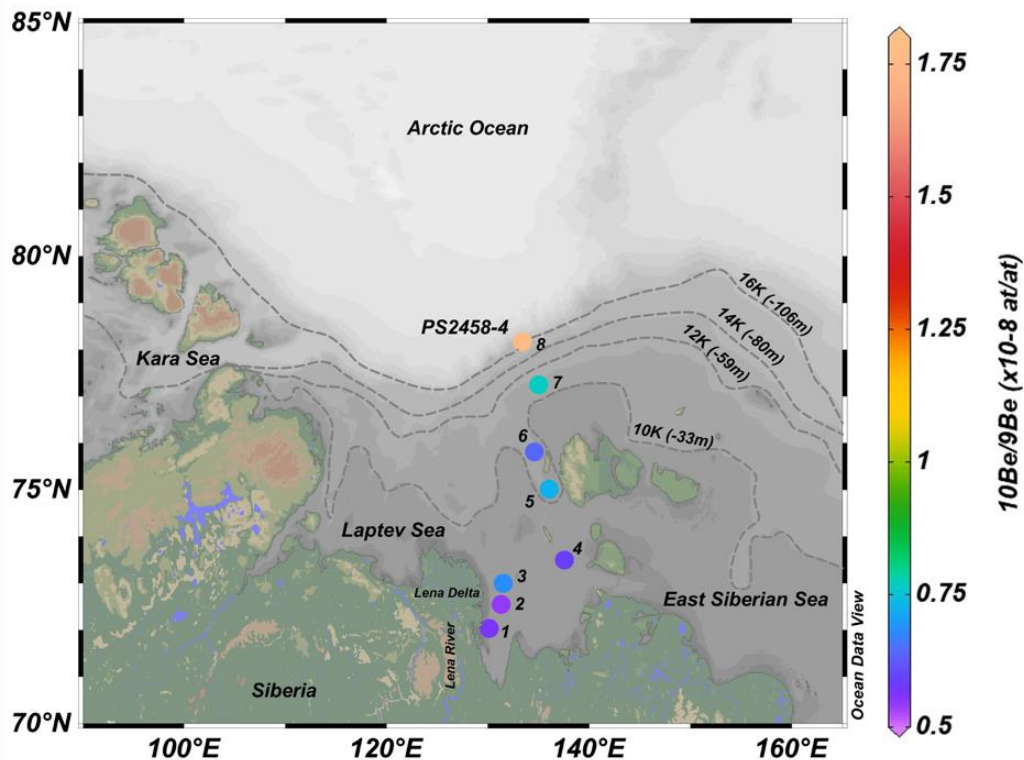 85°N
80°N
75°N
70°N
100°E
120°E
140°E
160°E
Arctic Ocean
PS2458-4
8
7
6
5
4
3
2
1
16K (-106m)
14K (-80m)
12K (-59m)
10K (-33m)
Kara Sea
Laptev Sea
Lena Delta
Lena River
East Siberian Sea
Siberia
Ocean Data View
1.75
1.5
1.25
1
0.75
0.5
10Be/9Be (x10-8 at/at)